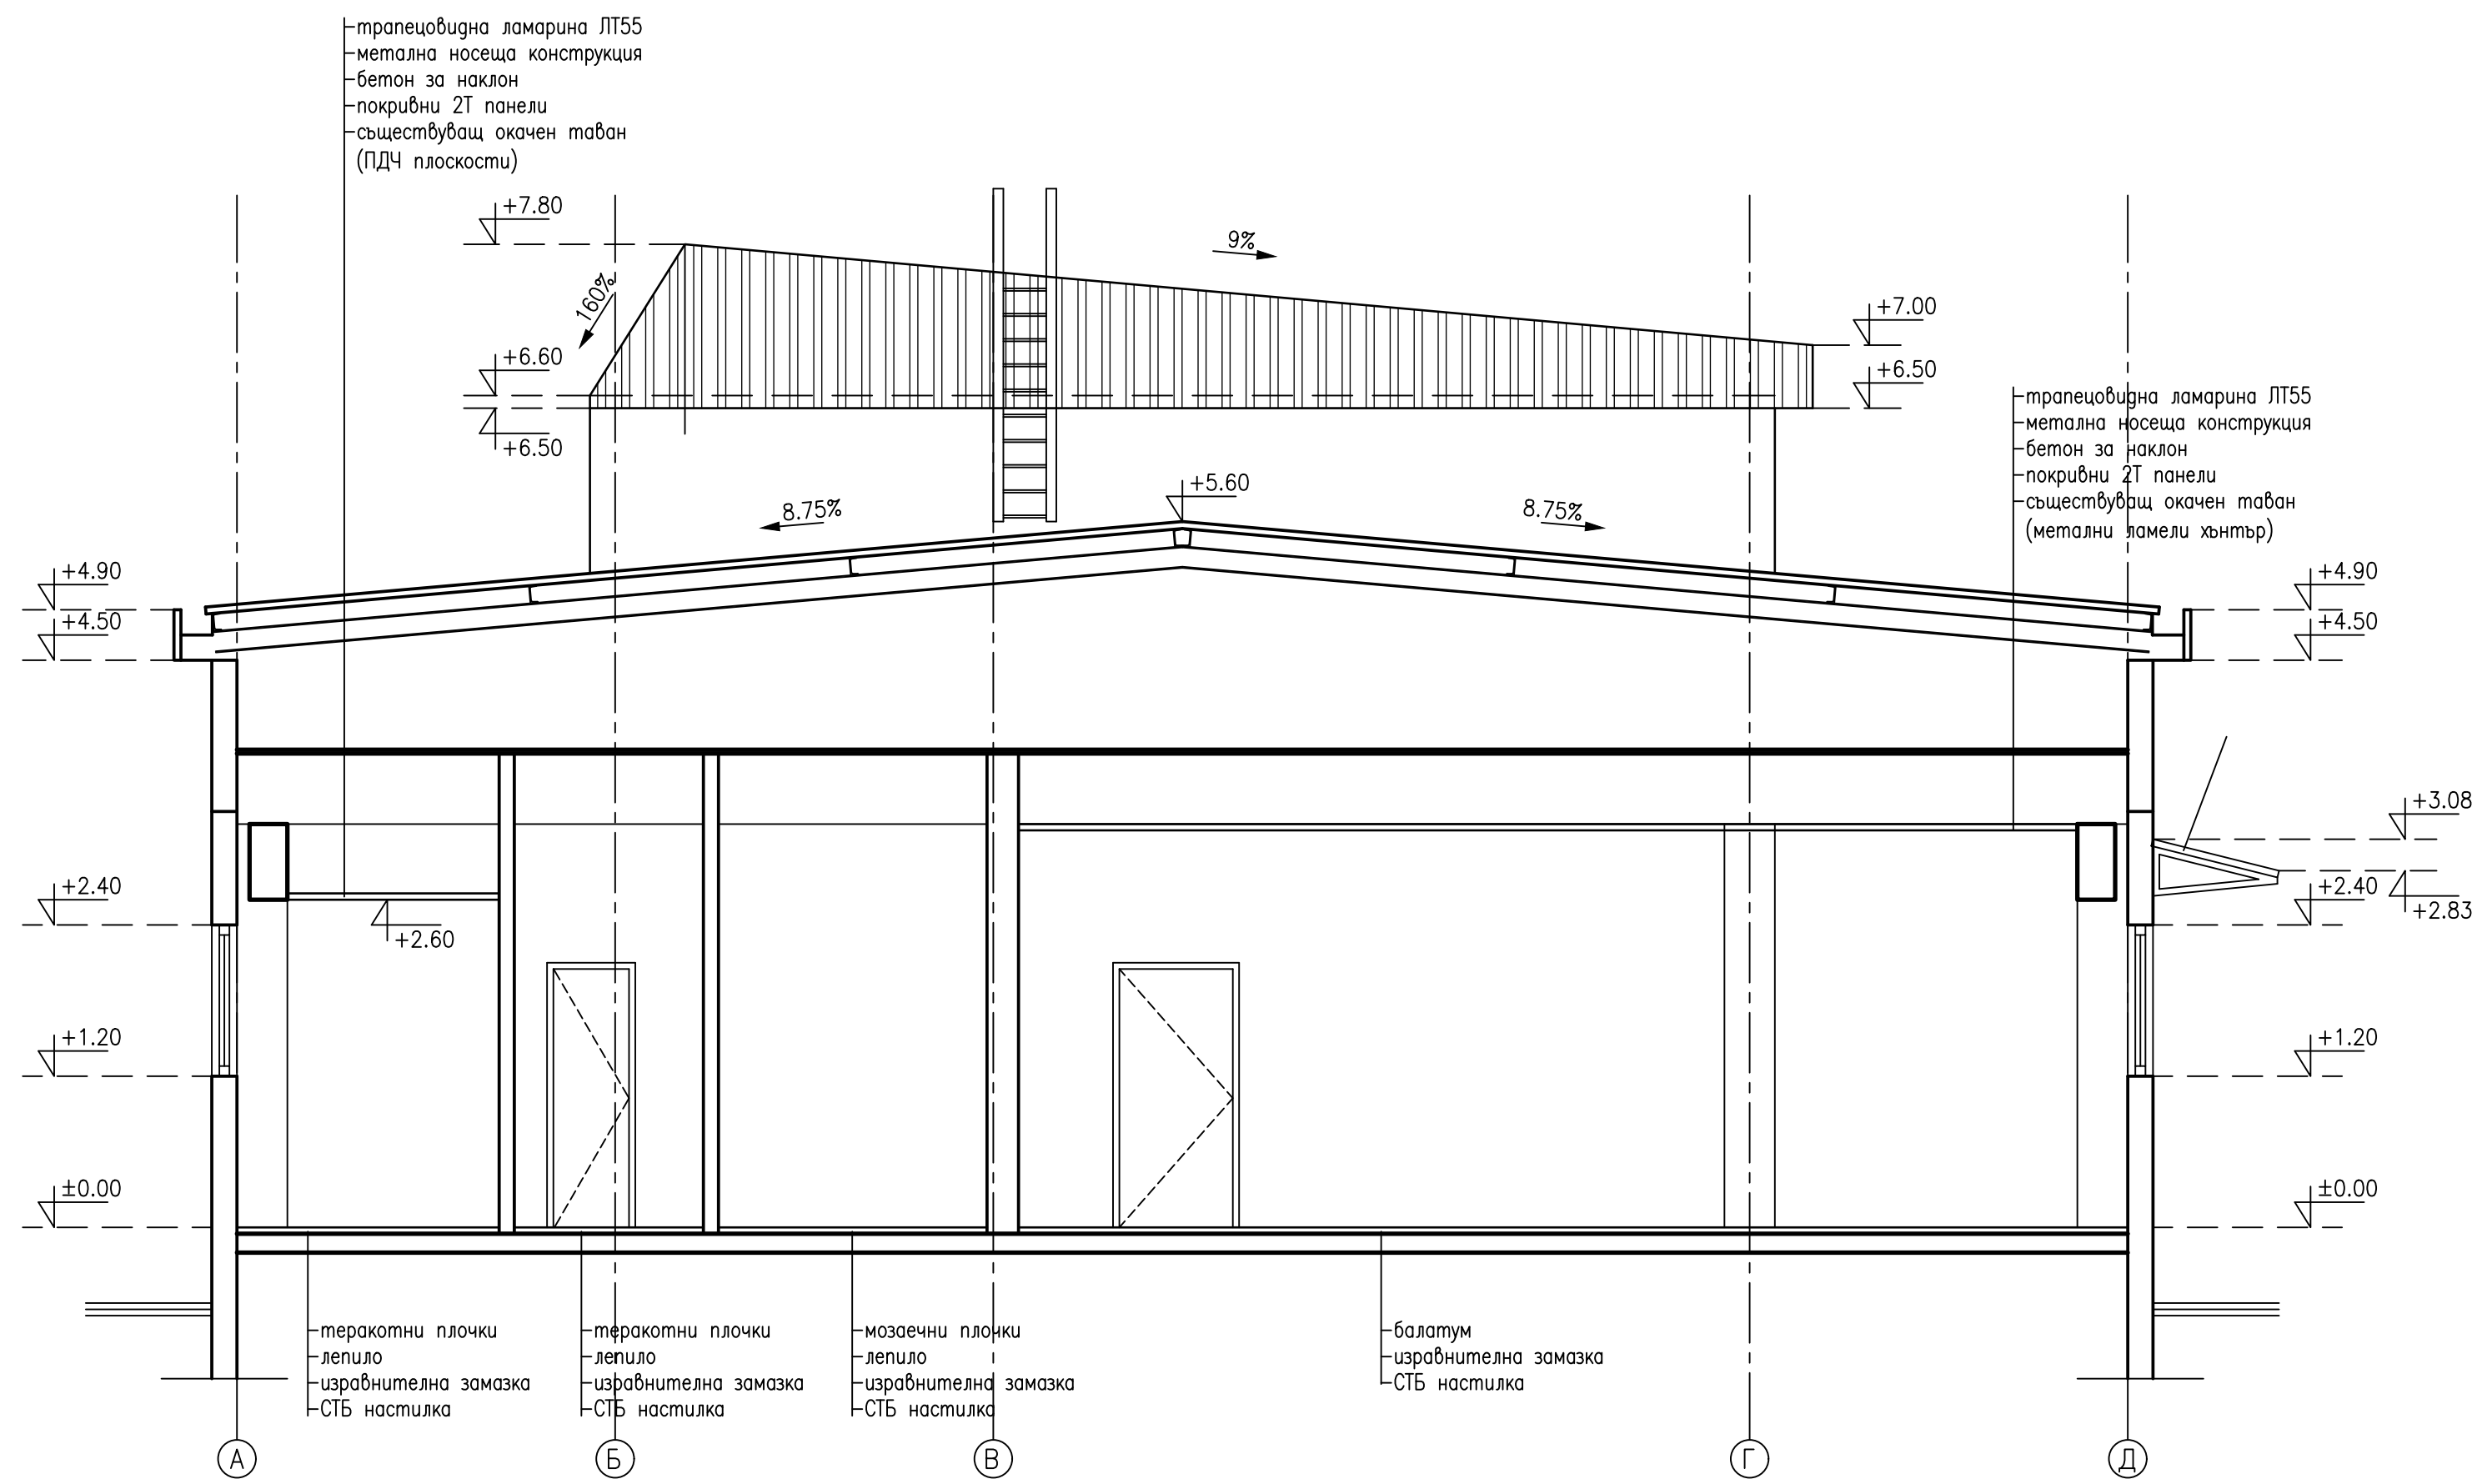 трапецовидна ламарина ЛТ55
метална носеща конструкция
бетон за наклон
покривни 2Т панели
съществуващ окачен таван
(ПДЧ плоскости)
+7.80
9%
160%
+7.00
+6.60
+6.50
+6.50
трапецовидна ламарина ЛТ55
метална носеща конструкция
бетон за наклон
покривни 2Т панели
съществуващ окачен таван
(метални ламели хънтър)
+5.60
8.75%
8.75%
+4.90
+4.90
+4.50
+4.50
+3.08
+2.40
+2.40
+2.83
+2.60
+1.20
+1.20
±0.00
±0.00
теракотни плочки
лепило
изравнителна замазка
СТБ настилка
теракотни плочки
лепило
изравнителна замазка
СТБ настилка
мозаечни плочки
лепило
изравнителна замазка
СТБ настилка
балатум
изравнителна замазка
СТБ настилка
А
Б
В
Г
Д